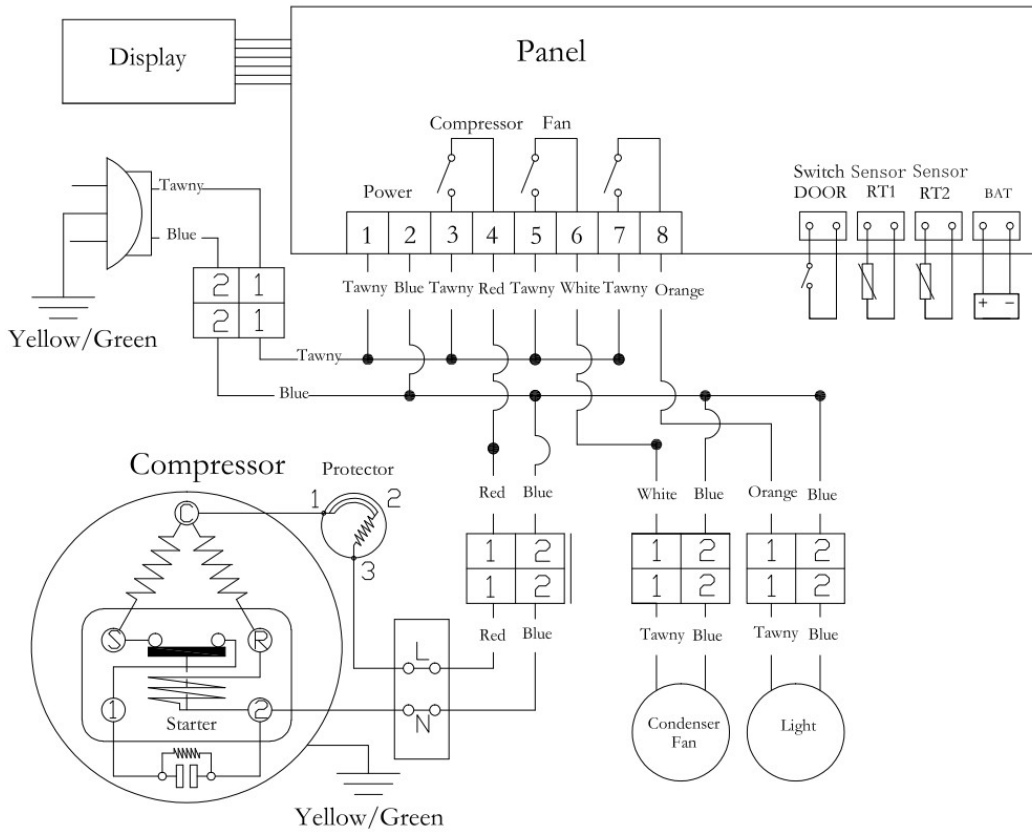 Display
Panel
Compressor Fan
Power
1 2 3 4 5 6 7 8
Switch DOOR
Sensor RT1
Sensor RT2
BAT
+ -
Tawny
Blue
2 1
2 1
Yellow/Green
Tawny Blue Tawny Red Tawny White Tawny Orange
Tawny
Blue
Compressor
Protector
1 2
3
C
S R
1 2
Starter
Yellow/Green
L
N
Red Blue White Blue Orange Blue
1 2 1 2 1 2
1 2 1 2 1 2
Red Blue Tawny Blue Tawny Blue
Condenser
Fan
Light